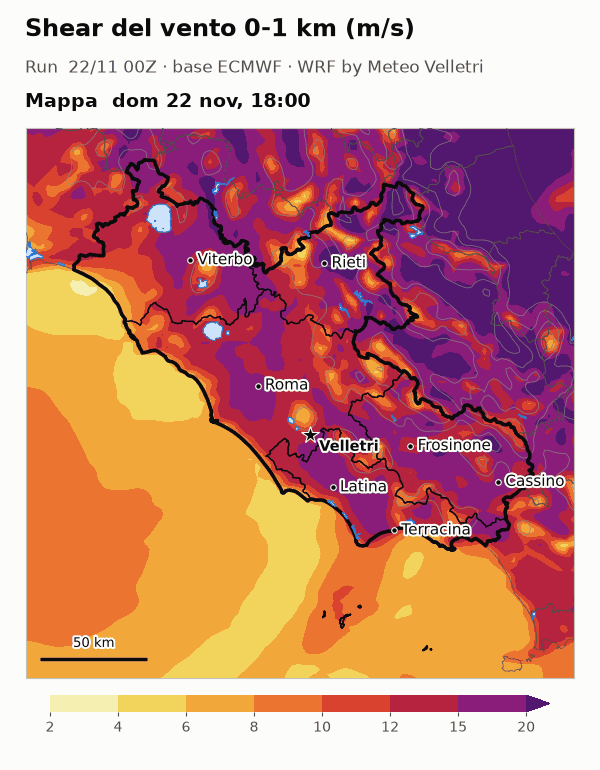 Shear del vento 0-1 km (m/s)
Run  22/11 00Z · base ECMWF · WRF by Meteo Velletri
Mappa  dom 22 nov, 18:00
Viterbo
Rieti
Roma
Velletri
Frosinone
Cassino
Latina
Terracina
50 km
2 4 6 8 10 12 15 20